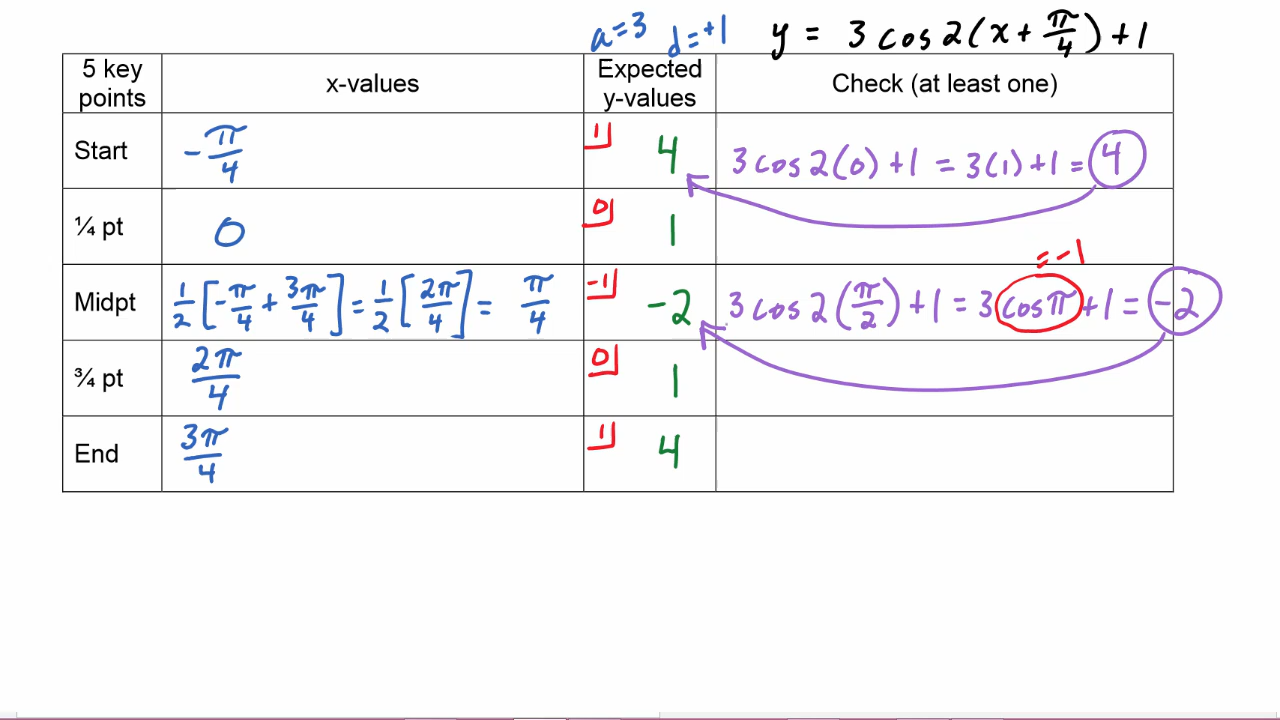 a=3 d=+1 y = 3 cos 2(x + π/4) + 1
5 key points x-values Expected y-values Check (at least one)
Start -π/4 1 4 3 cos 2(0) + 1 = 3(1) + 1 = 4
¼ pt 0 0 1
= -1
Midpt 1/2[-π/4 + 3π/4] = 1/2[2π/4] = π/4 -1 -2 3 cos 2(π/2) + 1 = 3 cos π + 1 = -2
¾ pt 2π/4 0 1
End 3π/4 1 4